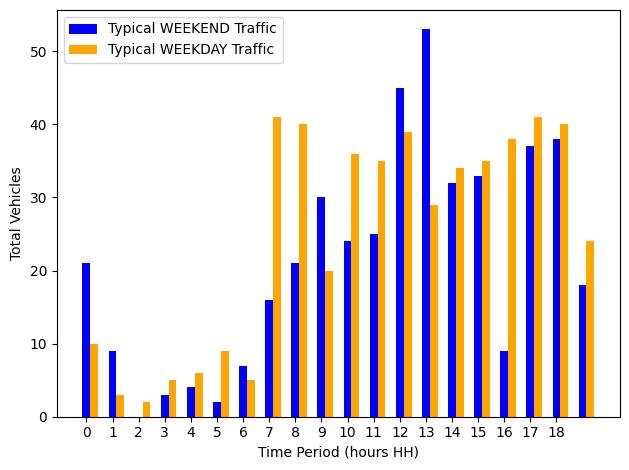 Typical WEEKEND Traffic
Typical WEEKDAY Traffic
50
40
30
20
10
0
Total Vehicles
0 1 2 3 4 5 6 7 8 9 10 11 12 13 14 15 16 17 18
Time Period (hours HH)